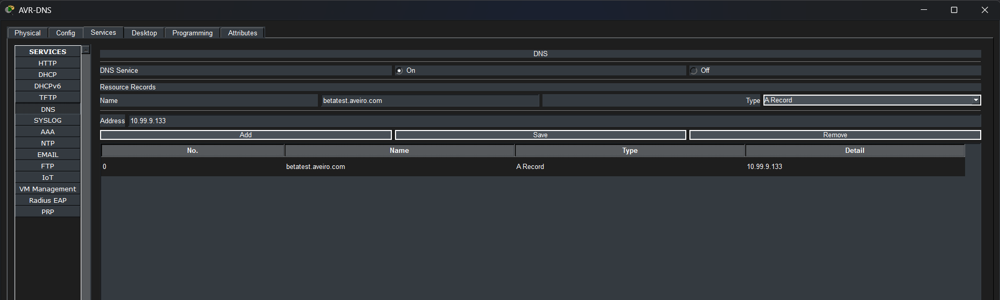 AVR-DNS
Physical Config Services Desktop Programming Attributes
SERVICES
HTTP
DHCP
DHCPv6
TFTP
DNS
SYSLOG
AAA
NTP
EMAIL
FTP
IoT
VM Management
Radius EAP
PRP
DNS
DNS Service On Off
Resource Records
Name betatest.aveiro.com Type A Record
Address 10.99.9.133
Add Save Remove
No. Name Type Detail
0 betatest.aveiro.com A Record 10.99.9.133